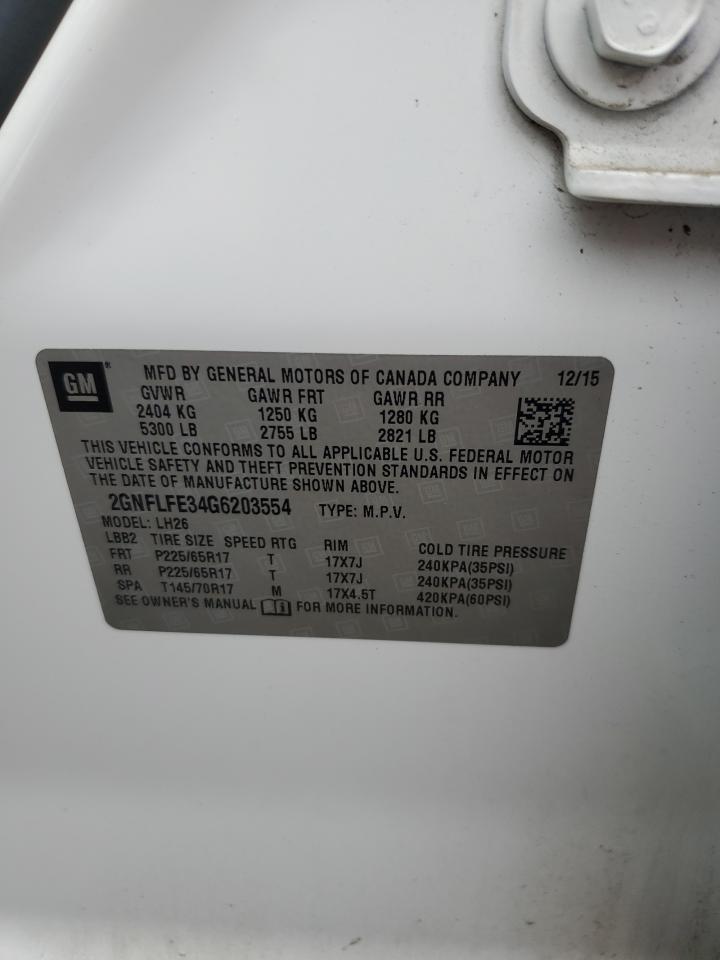 GM ® MFD BY GENERAL MOTORS OF CANADA COMPANY 12/15
GVWR GAWR FRT GAWR RR
2404 KG 1250 KG 1280 KG
5300 LB 2755 LB 2821 LB
THIS VEHICLE CONFORMS TO ALL APPLICABLE U.S. FEDERAL MOTOR
VEHICLE SAFETY AND THEFT PREVENTION STANDARDS IN EFFECT ON
THE DATE OF MANUFACTURE SHOWN ABOVE.
2GNFLFE34G6203554 TYPE: M.P.V.
MODEL: LH26
LBB2 TIRE SIZE SPEED RTG RIM COLD TIRE PRESSURE
FRT P225/65R17 T 17X7J 240KPA(35PSI)
RR P225/65R17 T 17X7J 240KPA(35PSI)
SPA T145/70R17 M 17X4.5T 420KPA(60PSI)
SEE OWNER'S MANUAL FOR MORE INFORMATION.